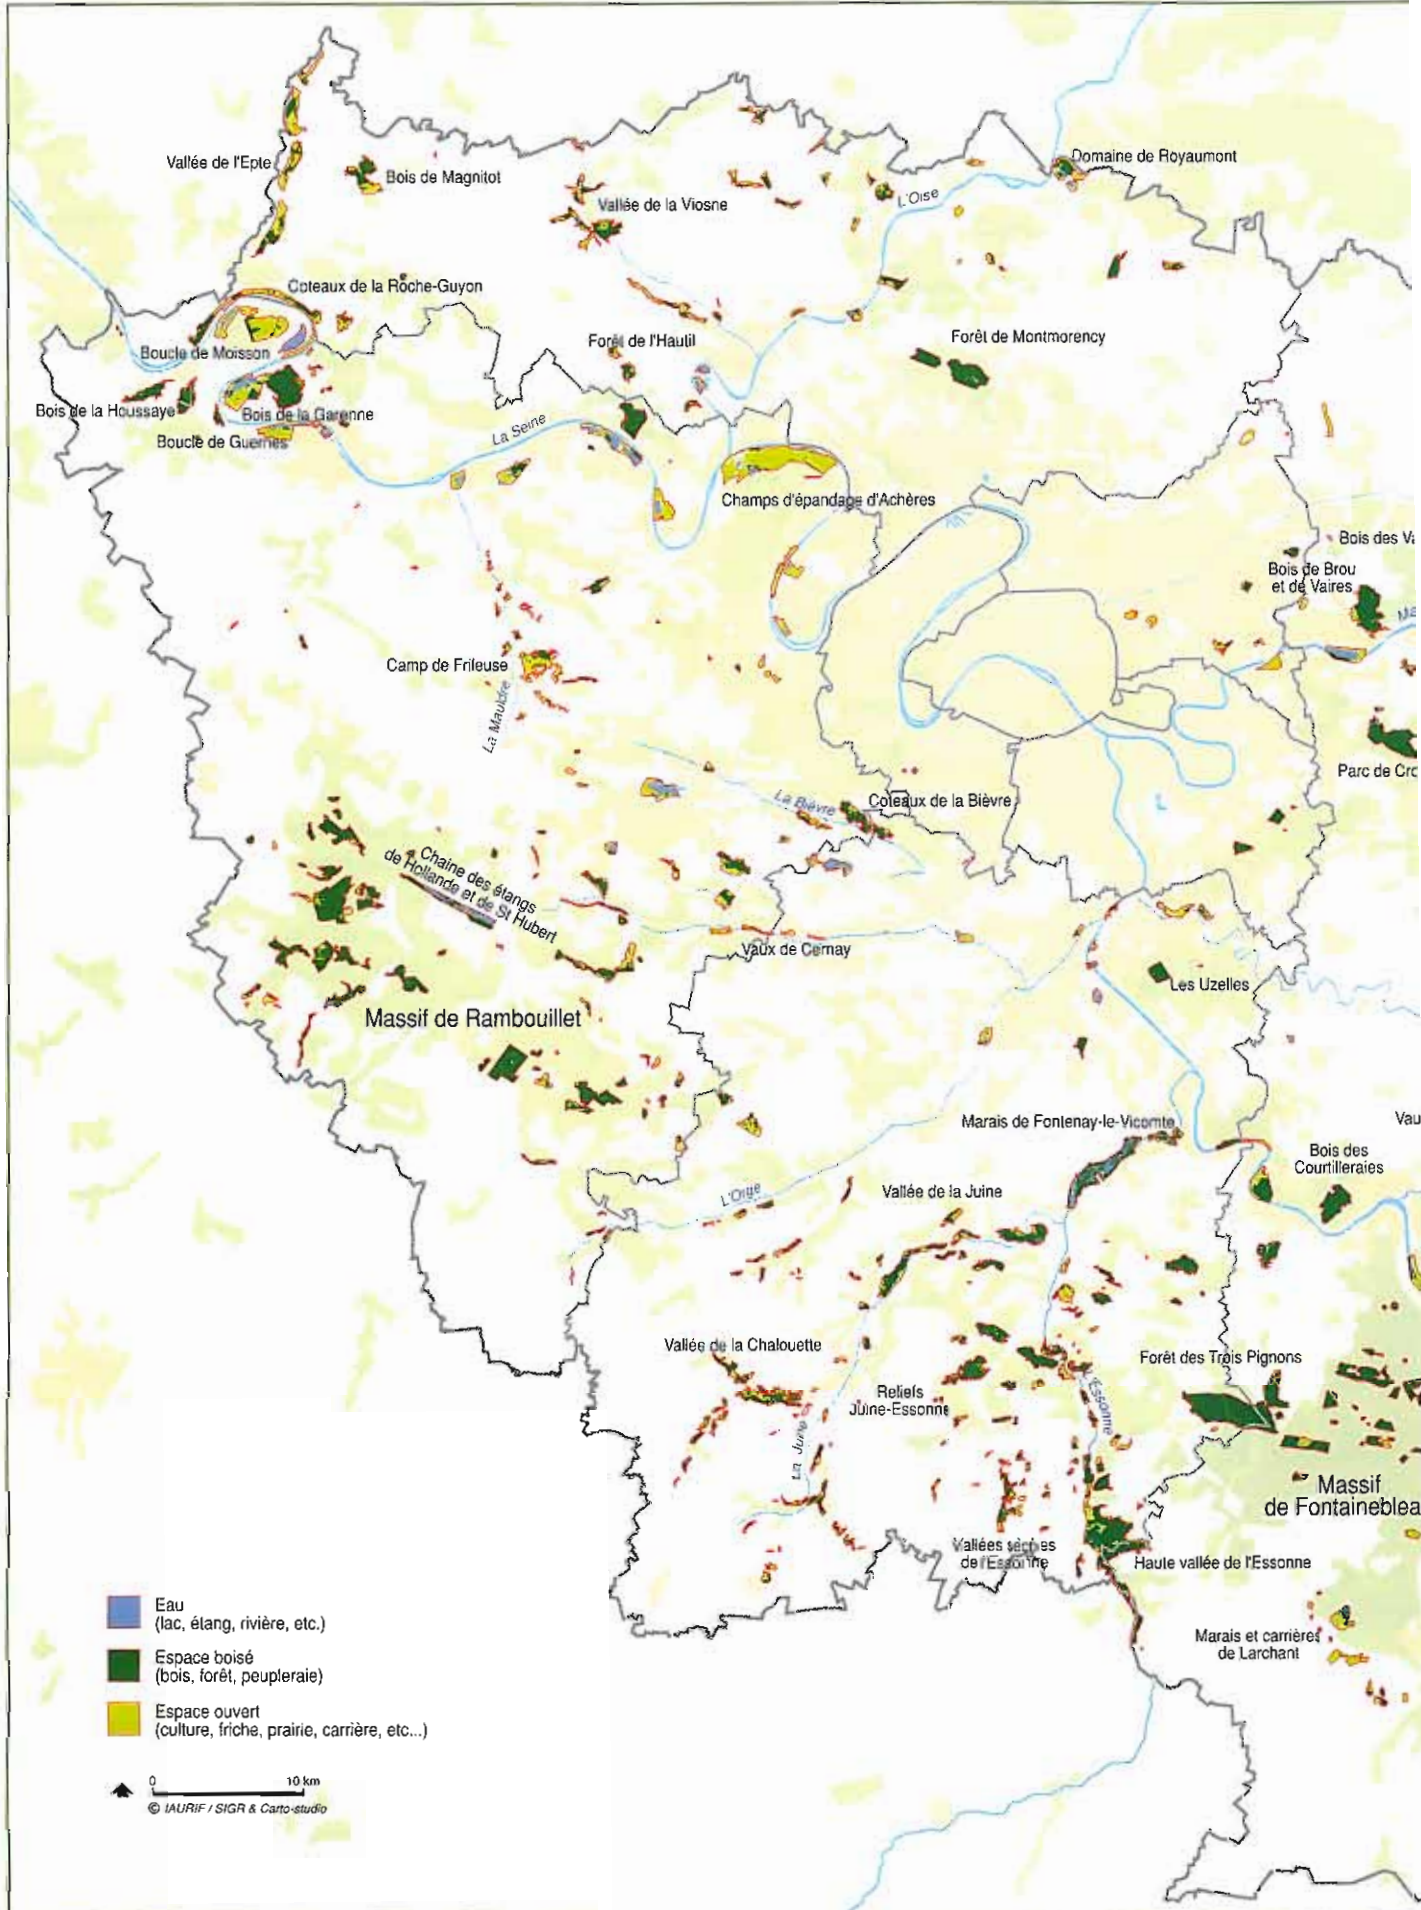 Vallée de l'Epte
Bois de Magnitot
Domaine de Royaumont
Vallée de la Viosne
L'Oise
Coteaux de la Roche-Guyon
Boucle de Moisson
Forêt de l'Hautil
Forêt de Montmorency
Bois de la Houssaye
Bois de la Garenne
Boucle de Guernes
La Seine
Champs d'épandage d'Achères
Bois des Va
Bois de Brou
et de Vaires
Ma
Camp de Frileuse
La Mauldre
Parc de Cro
La Bièvre
Coteaux de la Bièvre
Chaine des étangs
de Hollande et de St Hubert
Vaux de Cernay
Les Uzelles
Massif de Rambouillet
Marais de Fontenay-le-Vicomte
Vau
Bois des
Courtilleraies
L'Orge
Vallée de la Juine
Vallée de la Chalouette
Forêt des Trois Pignons
Reliefs
Juine-Essonne
L'Essonne
La Juine
Massif
de Fontaineblea
Vallées sèches
de l'Essonne
Haute vallée de l'Essonne
Marais et carrières
de Larchant
Eau
(lac, étang, rivière, etc.)
Espace boisé
(bois, forêt, peupleraie)
Espace ouvert
(culture, friche, prairie, carrière, etc...)
0 10 km
© IAURIF / SIGR & Carto-studio